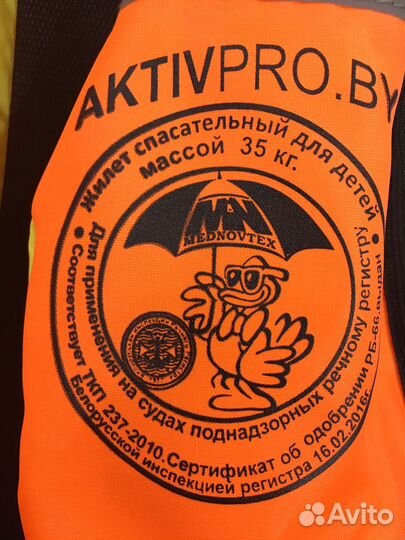 AKTIVPRO.BY
Жилет спасательный для детей
массой 35 кг.
MN
MEDNOVTEX
Для применения на судах поднадзорных речному регистру
Соответствует ТКП 237-2010. Сертификат об одобрении РБ-66.выдан
Белорусской инспекцией регистра 16.02.2016г.
Avito